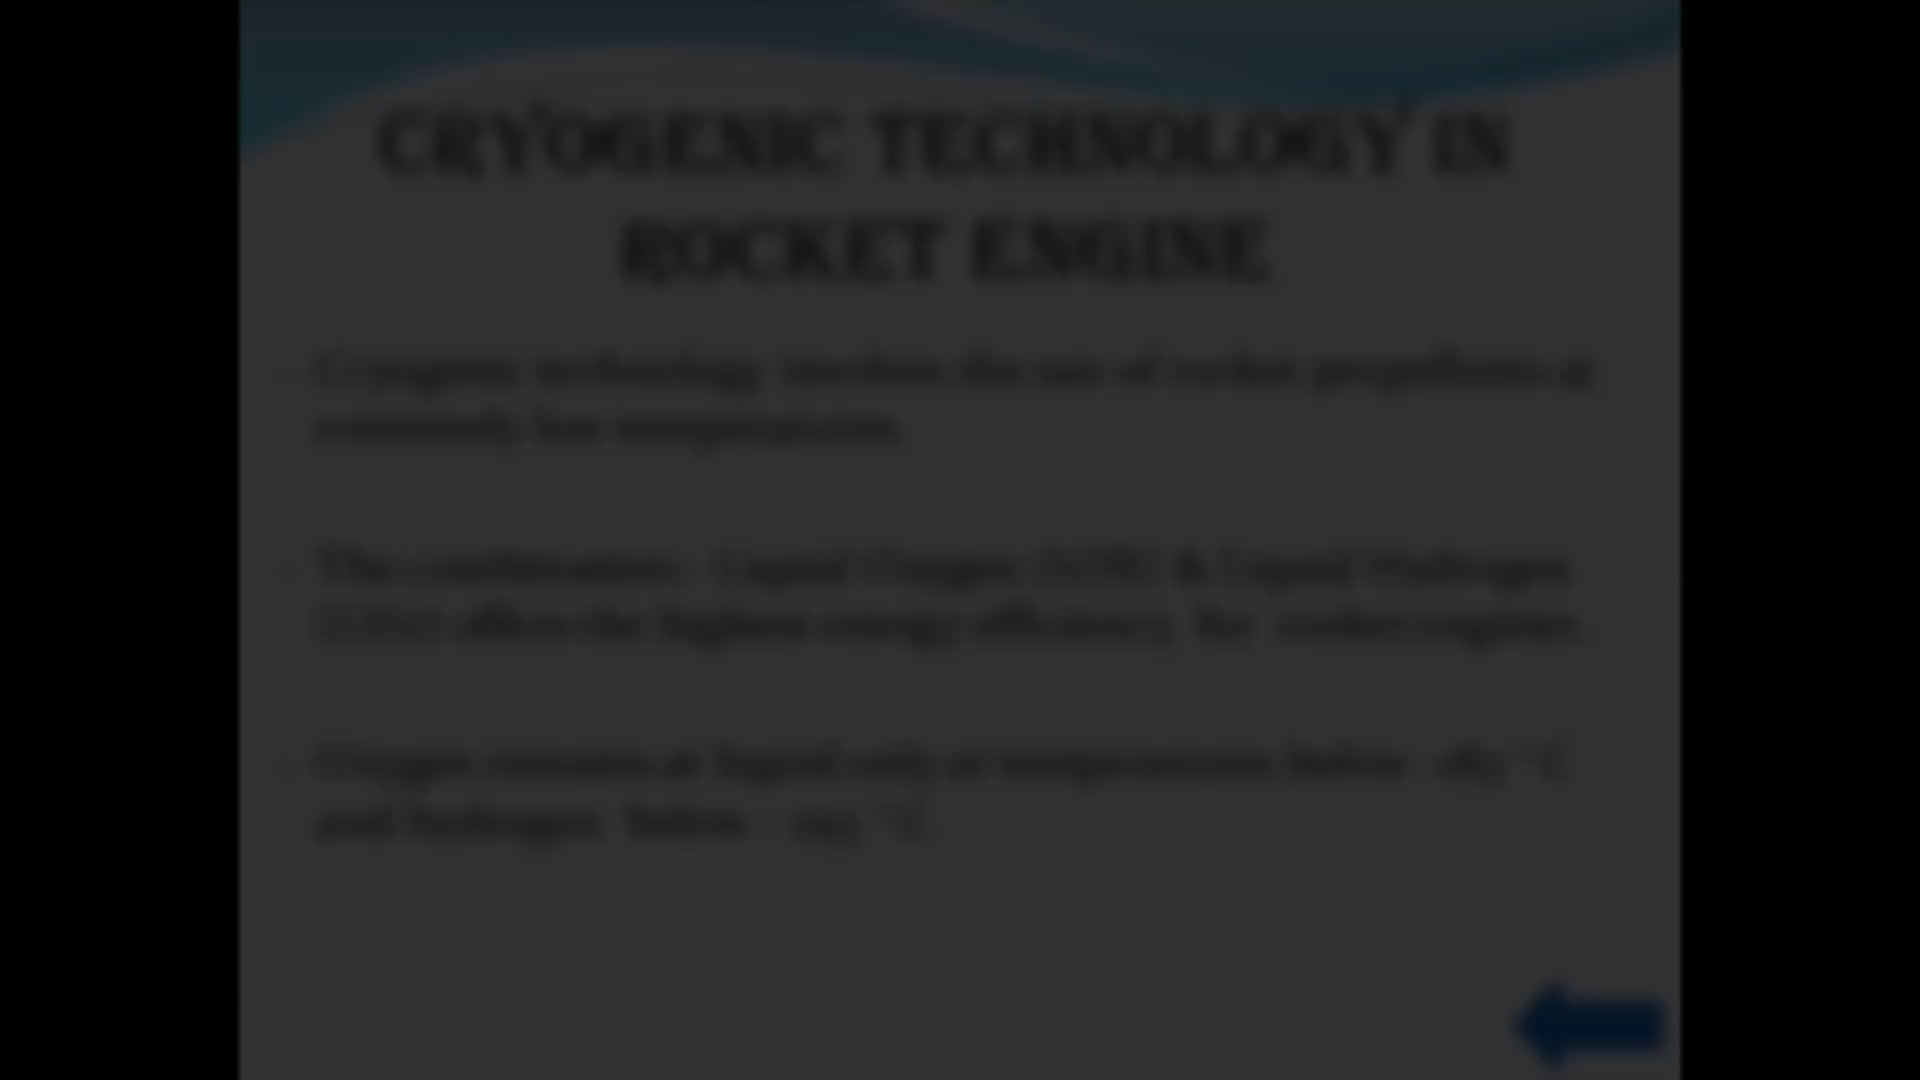 CRYOGENIC TECHNOLOGY IN
ROCKET ENGINE
Cryogenic technology involves the use of rocket propellants at
extremely low temperatures.
The combination Liquid Oxygen (LOX) & Liquid Hydrogen
offers the highest energy efficiency for rocket engines
Oxygen remains at liquid only at temperatures below °C
and hydrogen below °C